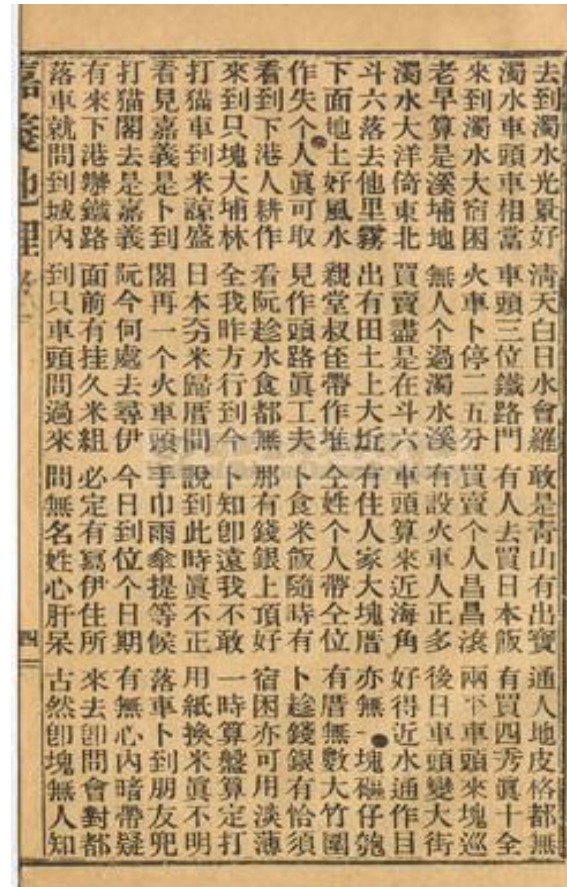 去到濁水光景好 清天白日水會羅 敢是青山有出寶 通人地皮格都無
濁水車頭車相當 車頭三位鐵路門 有人去買日本飯 有買四秀眞十全
來到濁水大宿困 火車卜停二五分 買賣个人昌昌滾 兩下車頭來塊巡
老早算是溪埔地 無人个過濁水溪 有設火車人正多 後日車頭變大街
濁水大洋倚東北 買賣盡是在斗六 車頭算來近海角 好得近水通作目
斗六落去他里霧 出有田土上大坵 有住人家大塊厝 亦無一塊仔匏
下面地土好風水 親堂叔侄帶作堆 仝姓个人帶仝位 有厝無數大竹圍
作失个人眞可取 見作頭路眞工夫 卜食米飯隨時有 卜趁錢銀有恰須
看到下港人耕作 看阮趁水食都無 那有錢銀上頂好 宿困亦可用淡薄
來到只塊大埔林 全我昨方行到今 卜知卽遠我不敢 一時算盤算定打
打猫車到米諒盛 日本夯米歸厝間 說到此時眞不正 用紙換米眞不明
看見嘉義是卜到 閣再一个火車頭 手巾雨傘提等候 落車卜到朋友兜
打猫閣去是嘉義 阮今何處去尋伊 今日到位个日期 有無心內暗帶疑
有來下港辦鐵路 面前有挂久米組 必定有寫伊住所 來去卽問會對都
落車就問到城內 到只車頭問過來 問無名姓心肝呆 古然卽塊無人知
嘉義地理 四